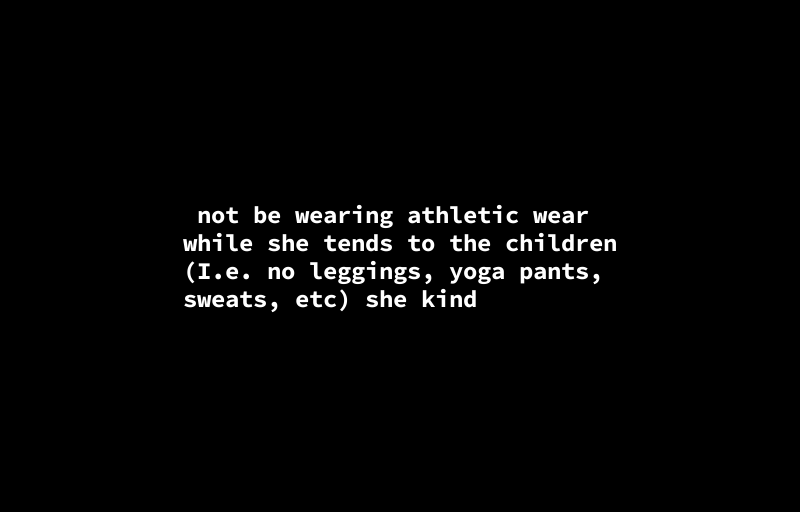 not be wearing athletic wear
while she tends to the children
(I.e. no leggings, yoga pants,
sweats, etc) she kind